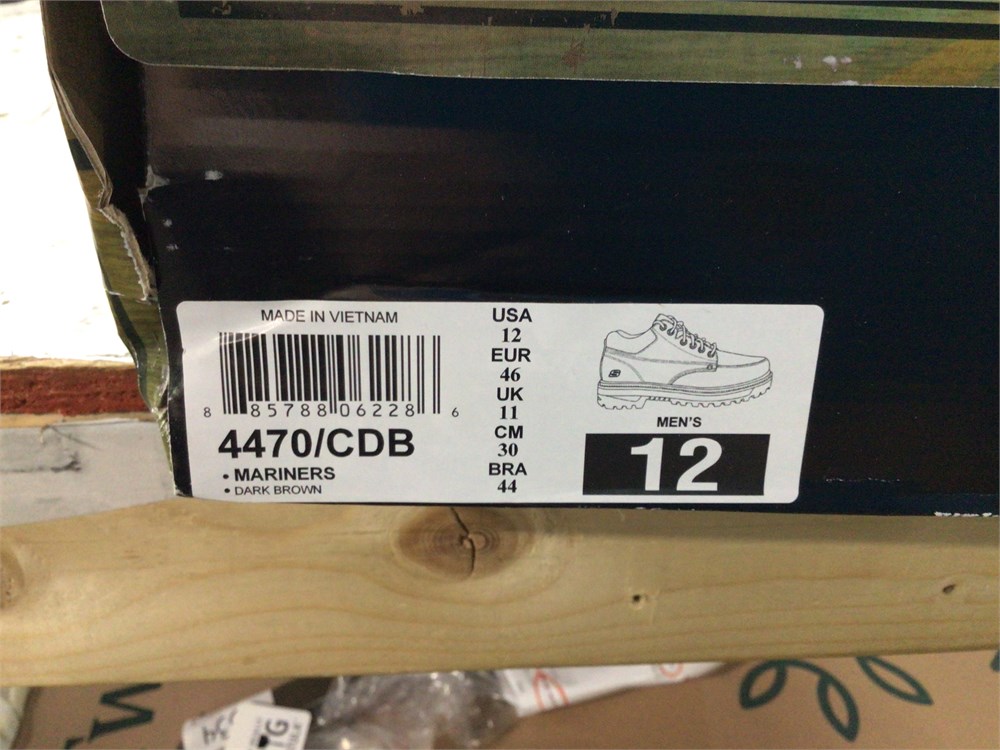 MADE IN VIETNAM
8 85788 06228 6
4470/CDB
• MARINERS
• DARK BROWN
USA
12
EUR
46
UK
11
CM
30
BRA
44
MEN'S
12